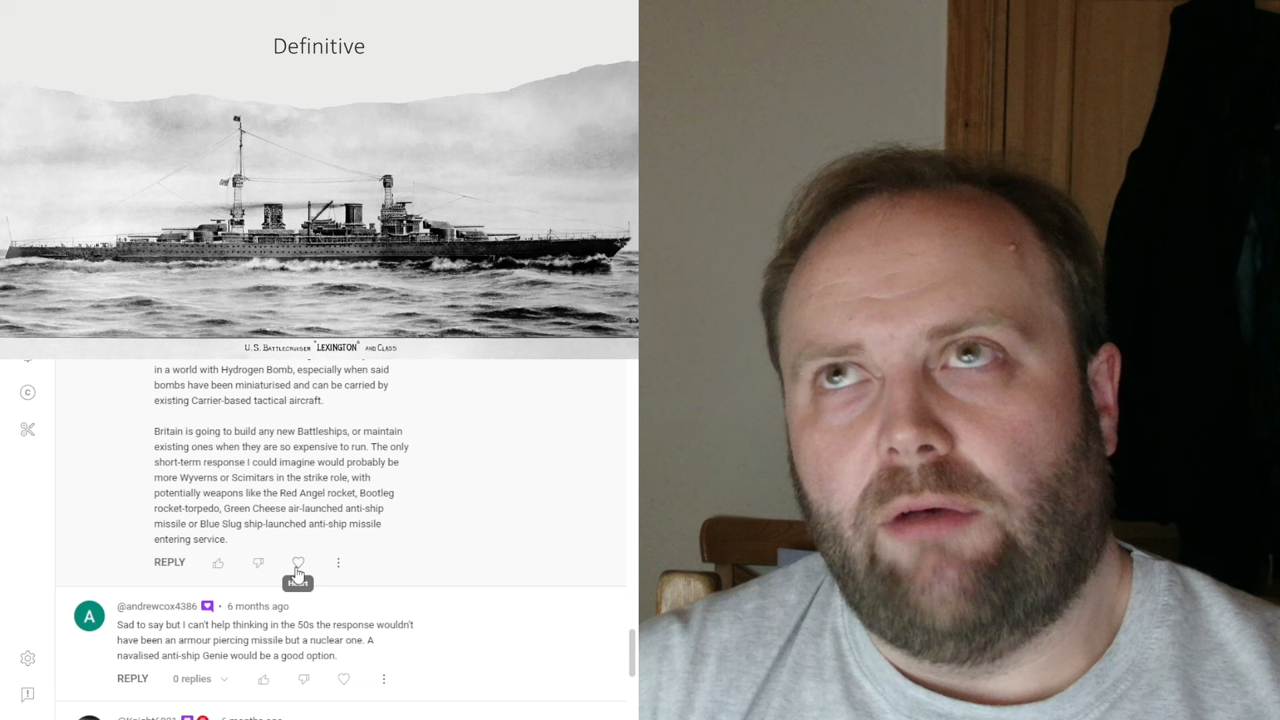 Definitive
U.S. BATTLECRUISER "LEXINGTON" AND CLASS
in a world with Hydrogen Bomb, especially when said
bombs have been miniaturised and can be carried by
existing Carrier-based tactical aircraft.
Britain is going to build any new Battleships, or maintain
existing ones when they are so expensive to run. The only
short-term response I could imagine would probably be
more Wyverns or Scimitars in the strike role, with
potentially weapons like the Red Angel rocket, Bootleg
rocket-torpedo, Green Cheese air-launched anti-ship
missile or Blue Slug ship-launched anti-ship missile
entering service.
REPLY
@andrewcox4386 • 6 months ago
A
Sad to say but I can't help thinking in the 50s the response wouldn't
have been an armour piercing missile but a nuclear one. A
navalised anti-ship Genie would be a good option.
REPLY 0 replies